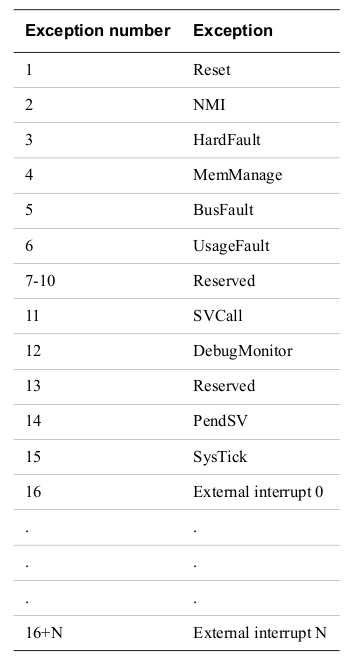 Exception number Exception
1 Reset
2 NMI
3 HardFault
4 MemManage
5 BusFault
6 UsageFault
7-10 Reserved
11 SVCall
12 DebugMonitor
13 Reserved
14 PendSV
15 SysTick
16 External interrupt 0
. .
. .
. .
16+N External interrupt N